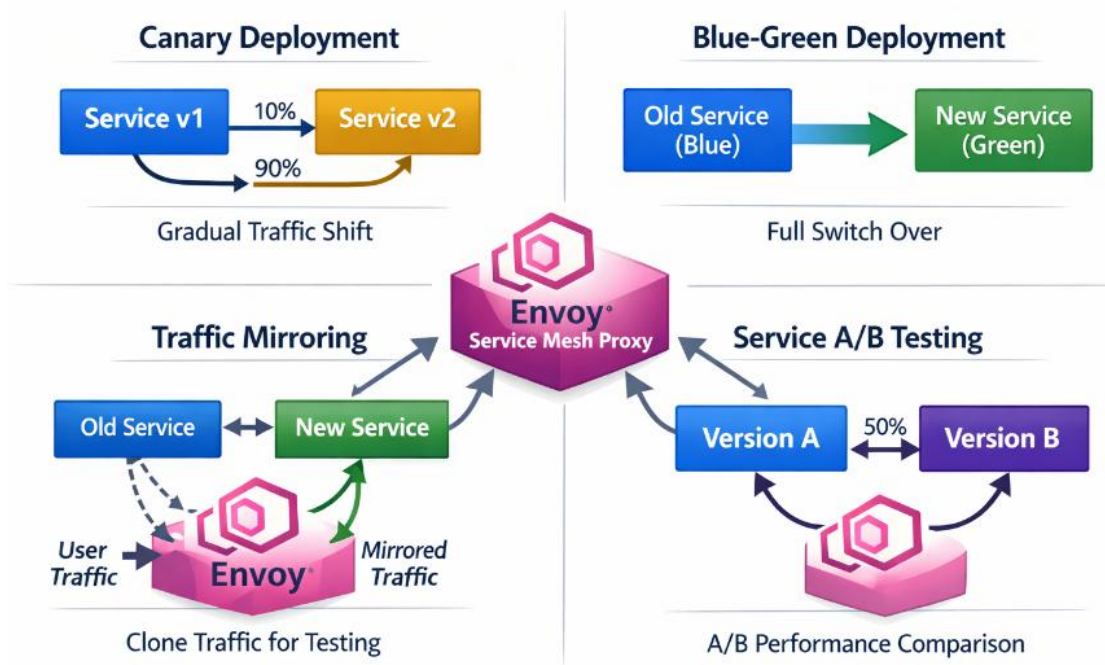 Canary Deployment
Service v1
10%
Service v2
90%
Gradual Traffic Shift
Blue-Green Deployment
Old Service
(Blue)
New Service
(Green)
Full Switch Over
Envoy
Service Mesh Proxy
Traffic Mirroring
Old Service
New Service
User
Traffic
Envoy
Mirrored
Traffic
Clone Traffic for Testing
Service A/B Testing
Version A
50%
Version B
A/B Performance Comparison